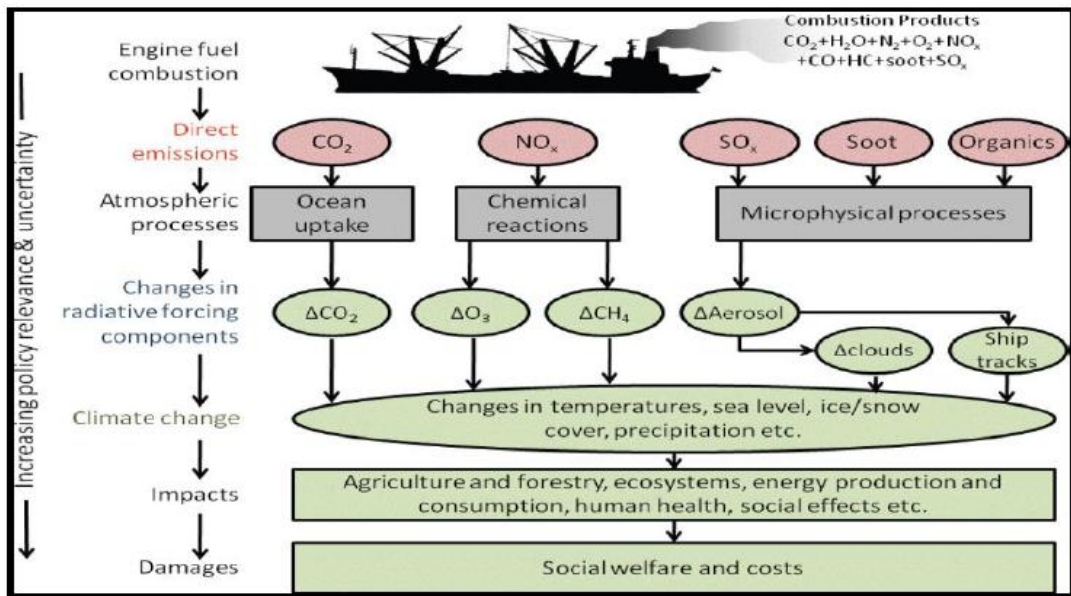 Combustion Products
CO₂+H₂O+N₂+O₂+NOₓ
+CO+HC+soot+SOₓ
Engine fuel
combustion
Increasing policy relevance & uncertainty
Direct
emissions
CO₂
NOₓ
SOₓ
Soot
Organics
Atmospheric
processes
Ocean
uptake
Chemical
reactions
Microphysical processes
Changes in
radiative forcing
components
ΔCO₂
ΔO₃
ΔCH₄
ΔAerosol
Δclouds
Ship
tracks
Climate change
Changes in temperatures, sea level, ice/snow
cover, precipitation etc.
Impacts
Agriculture and forestry, ecosystems, energy production and
consumption, human health, social effects etc.
Damages
Social welfare and costs